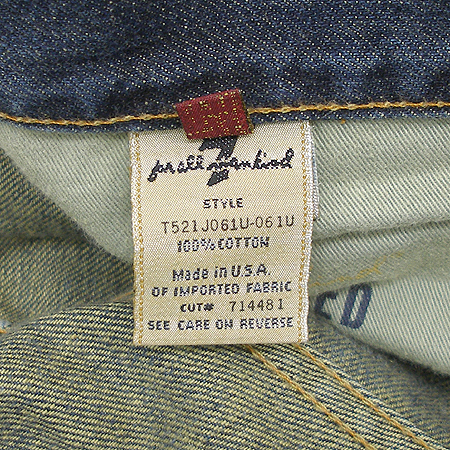 7
for all mankind
STYLE
T521J061U-061U
100% COTTON
Made in U.S.A.
OF IMPORTED FABRIC
CUT# 714481
SEE CARE ON REVERSE